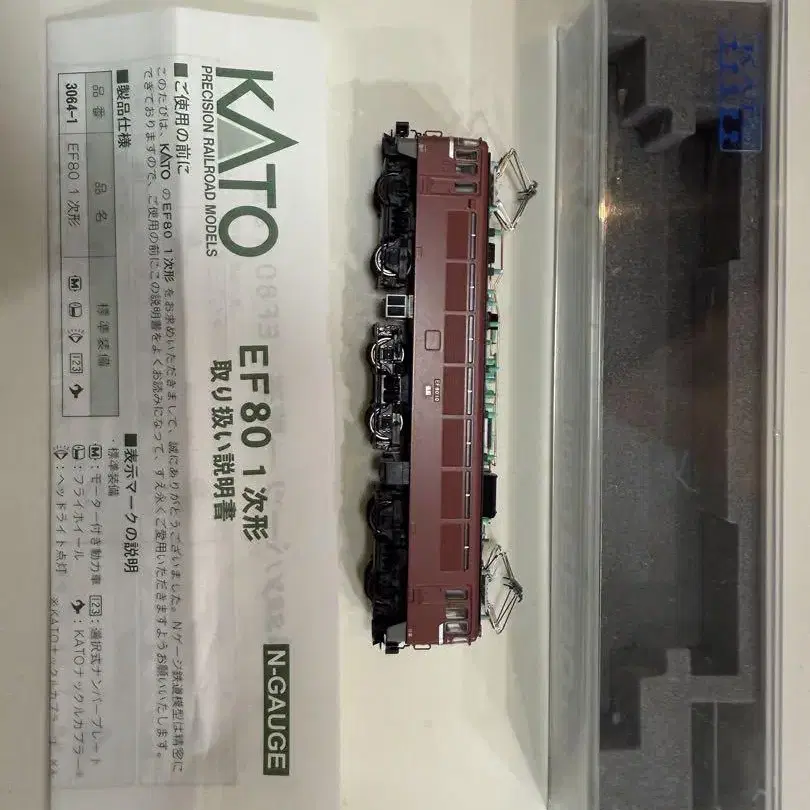 KATO
PRECISION RAILROAD MODELS
EF80 1次形
取り扱い説明書
N-GAUGE
■ご使用の前に
このたびは、KATO のEF80 1次形 をお求めいただきまして、誠にありがとうございました。Nゲージ鉄道模型は精密に
できておりますので、ご使用の前にこの説明書をよくお読みになって、すえ永くご愛用いただきますようお願いいたします。
■製品仕様
品番 品名 標準装備
3064-1 EF80 1次形 M 123
■表示マークの説明
・標準装備
M：モーター付き動力車 123：選択式ナンバープレート
：フライホイール ：KATOナックルカプラー®
：ヘッドライト点灯
EF8010
KATO